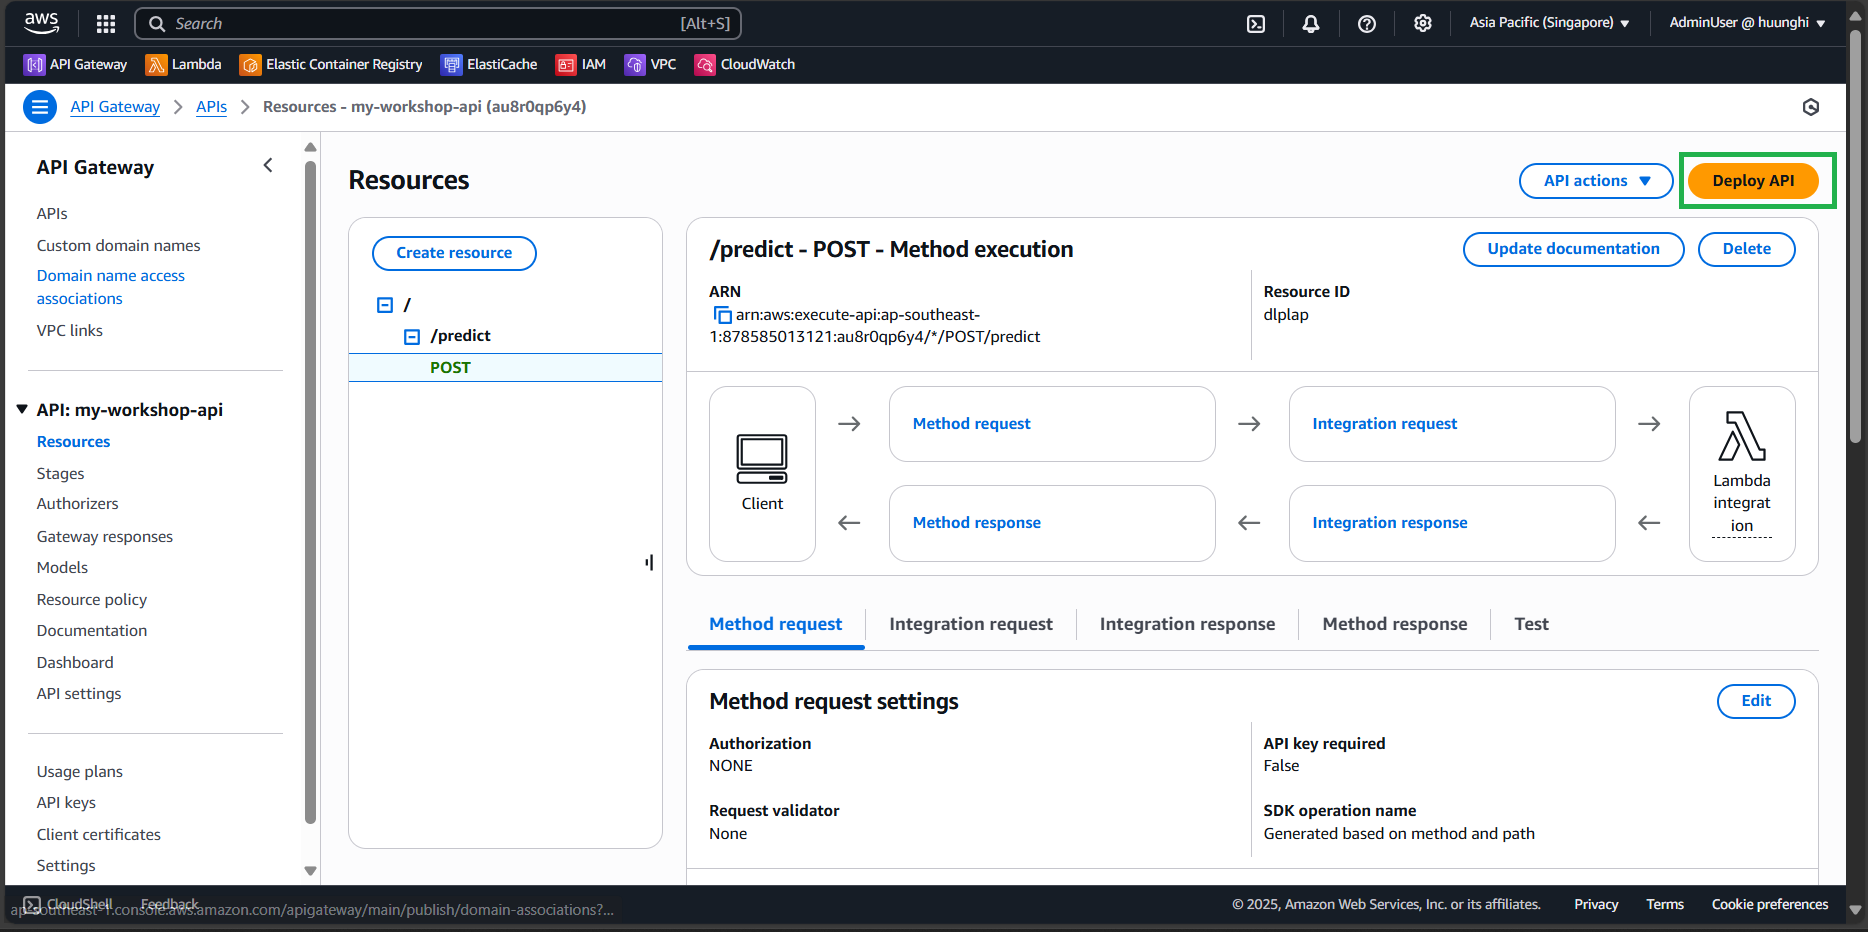 aws
Search
[Alt+S]
Asia Pacific (Singapore)
AdminUser @ huunghi
API Gateway
Lambda
Elastic Container Registry
ElastiCache
IAM
VPC
CloudWatch
API Gateway
APIs
Resources - my-workshop-api (au8r0qp6y4)
API Gateway
APIs
Custom domain names
Domain name access
associations
VPC links
API: my-workshop-api
Resources
Stages
Authorizers
Gateway responses
Models
Resource policy
Documentation
Dashboard
API settings
Usage plans
API keys
Client certificates
Settings
Resources
API actions
Deploy API
Create resource
/
/predict
POST
/predict - POST - Method execution
Update documentation
Delete
ARN
arn:aws:execute-api:ap-southeast-
1:878585013121:au8r0qp6y4/*/POST/predict
Resource ID
dlplap
Client
Method request
Integration request
Method response
Integration response
Lambda
integrat
ion
Method request
Integration request
Integration response
Method response
Test
Method request settings
Edit
Authorization
NONE
API key required
False
Request validator
None
SDK operation name
Generated based on method and path
CloudShell
Feedback
ap-southeast-1.console.aws.amazon.com/apigateway/main/publish/domain-associations?...
© 2025, Amazon Web Services, Inc. or its affiliates.
Privacy
Terms
Cookie preferences